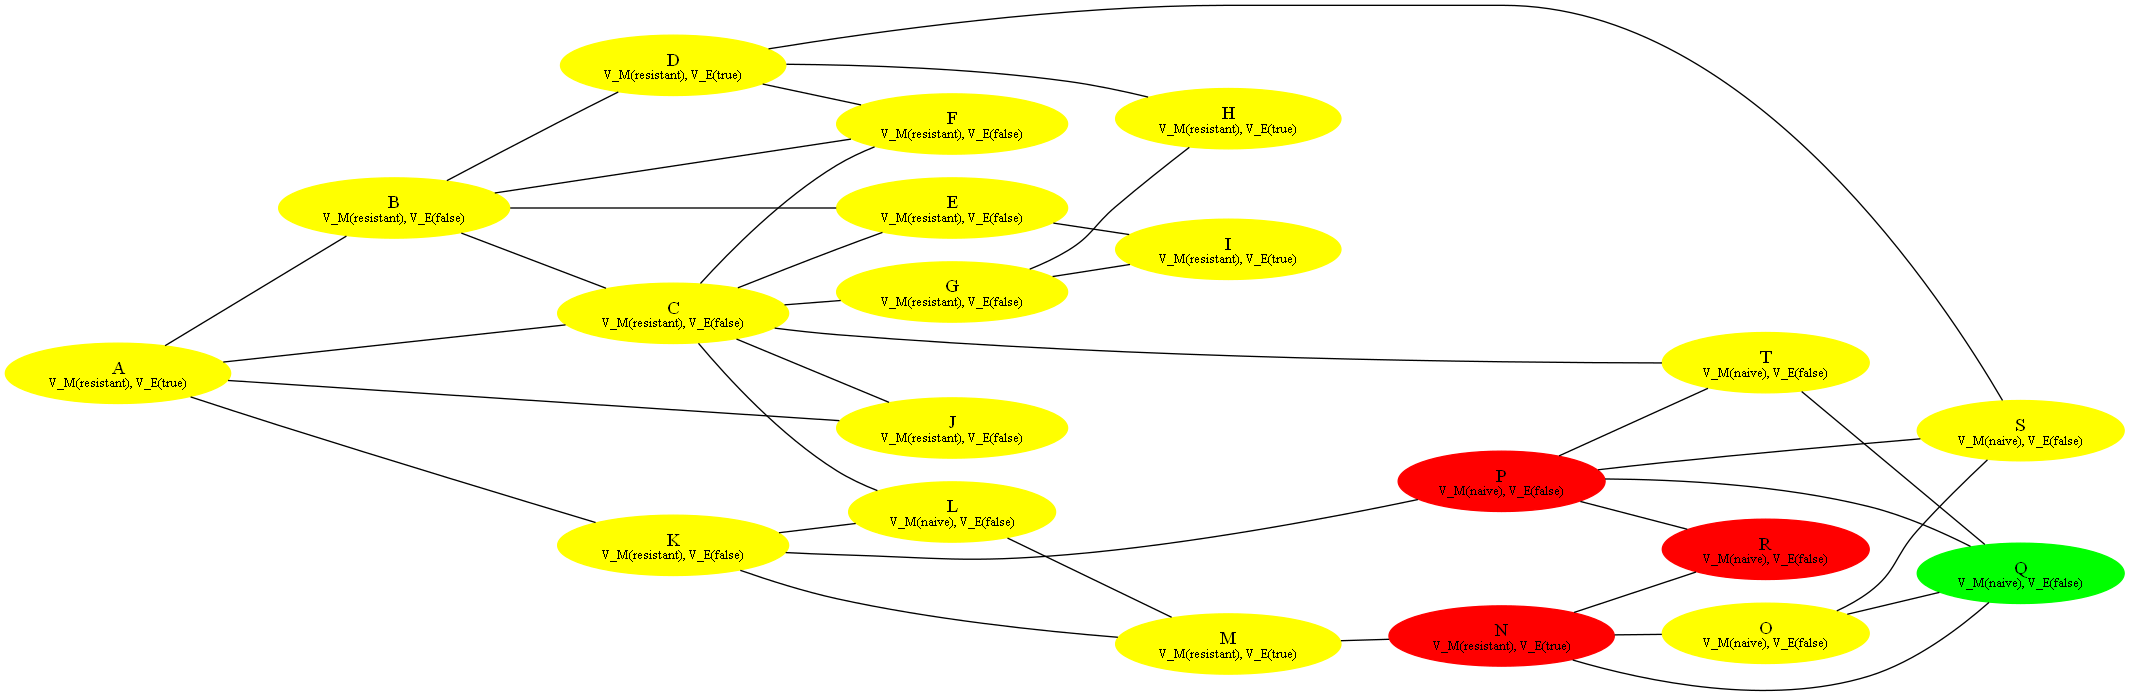 D
V_M(resistant), V_E(true)
F
V_M(resistant), V_E(false)
H
V_M(resistant), V_E(true)
B
V_M(resistant), V_E(false)
E
V_M(resistant), V_E(false)
I
V_M(resistant), V_E(true)
G
V_M(resistant), V_E(false)
C
V_M(resistant), V_E(false)
T
V_M(naive), V_E(false)
A
V_M(resistant), V_E(true)
J
V_M(resistant), V_E(false)
S
V_M(naive), V_E(false)
P
V_M(naive), V_E(false)
L
V_M(naive), V_E(false)
K
V_M(resistant), V_E(false)
R
V_M(naive), V_E(false)
Q
V_M(naive), V_E(false)
M
V_M(resistant), V_E(true)
N
V_M(resistant), V_E(true)
O
V_M(naive), V_E(false)